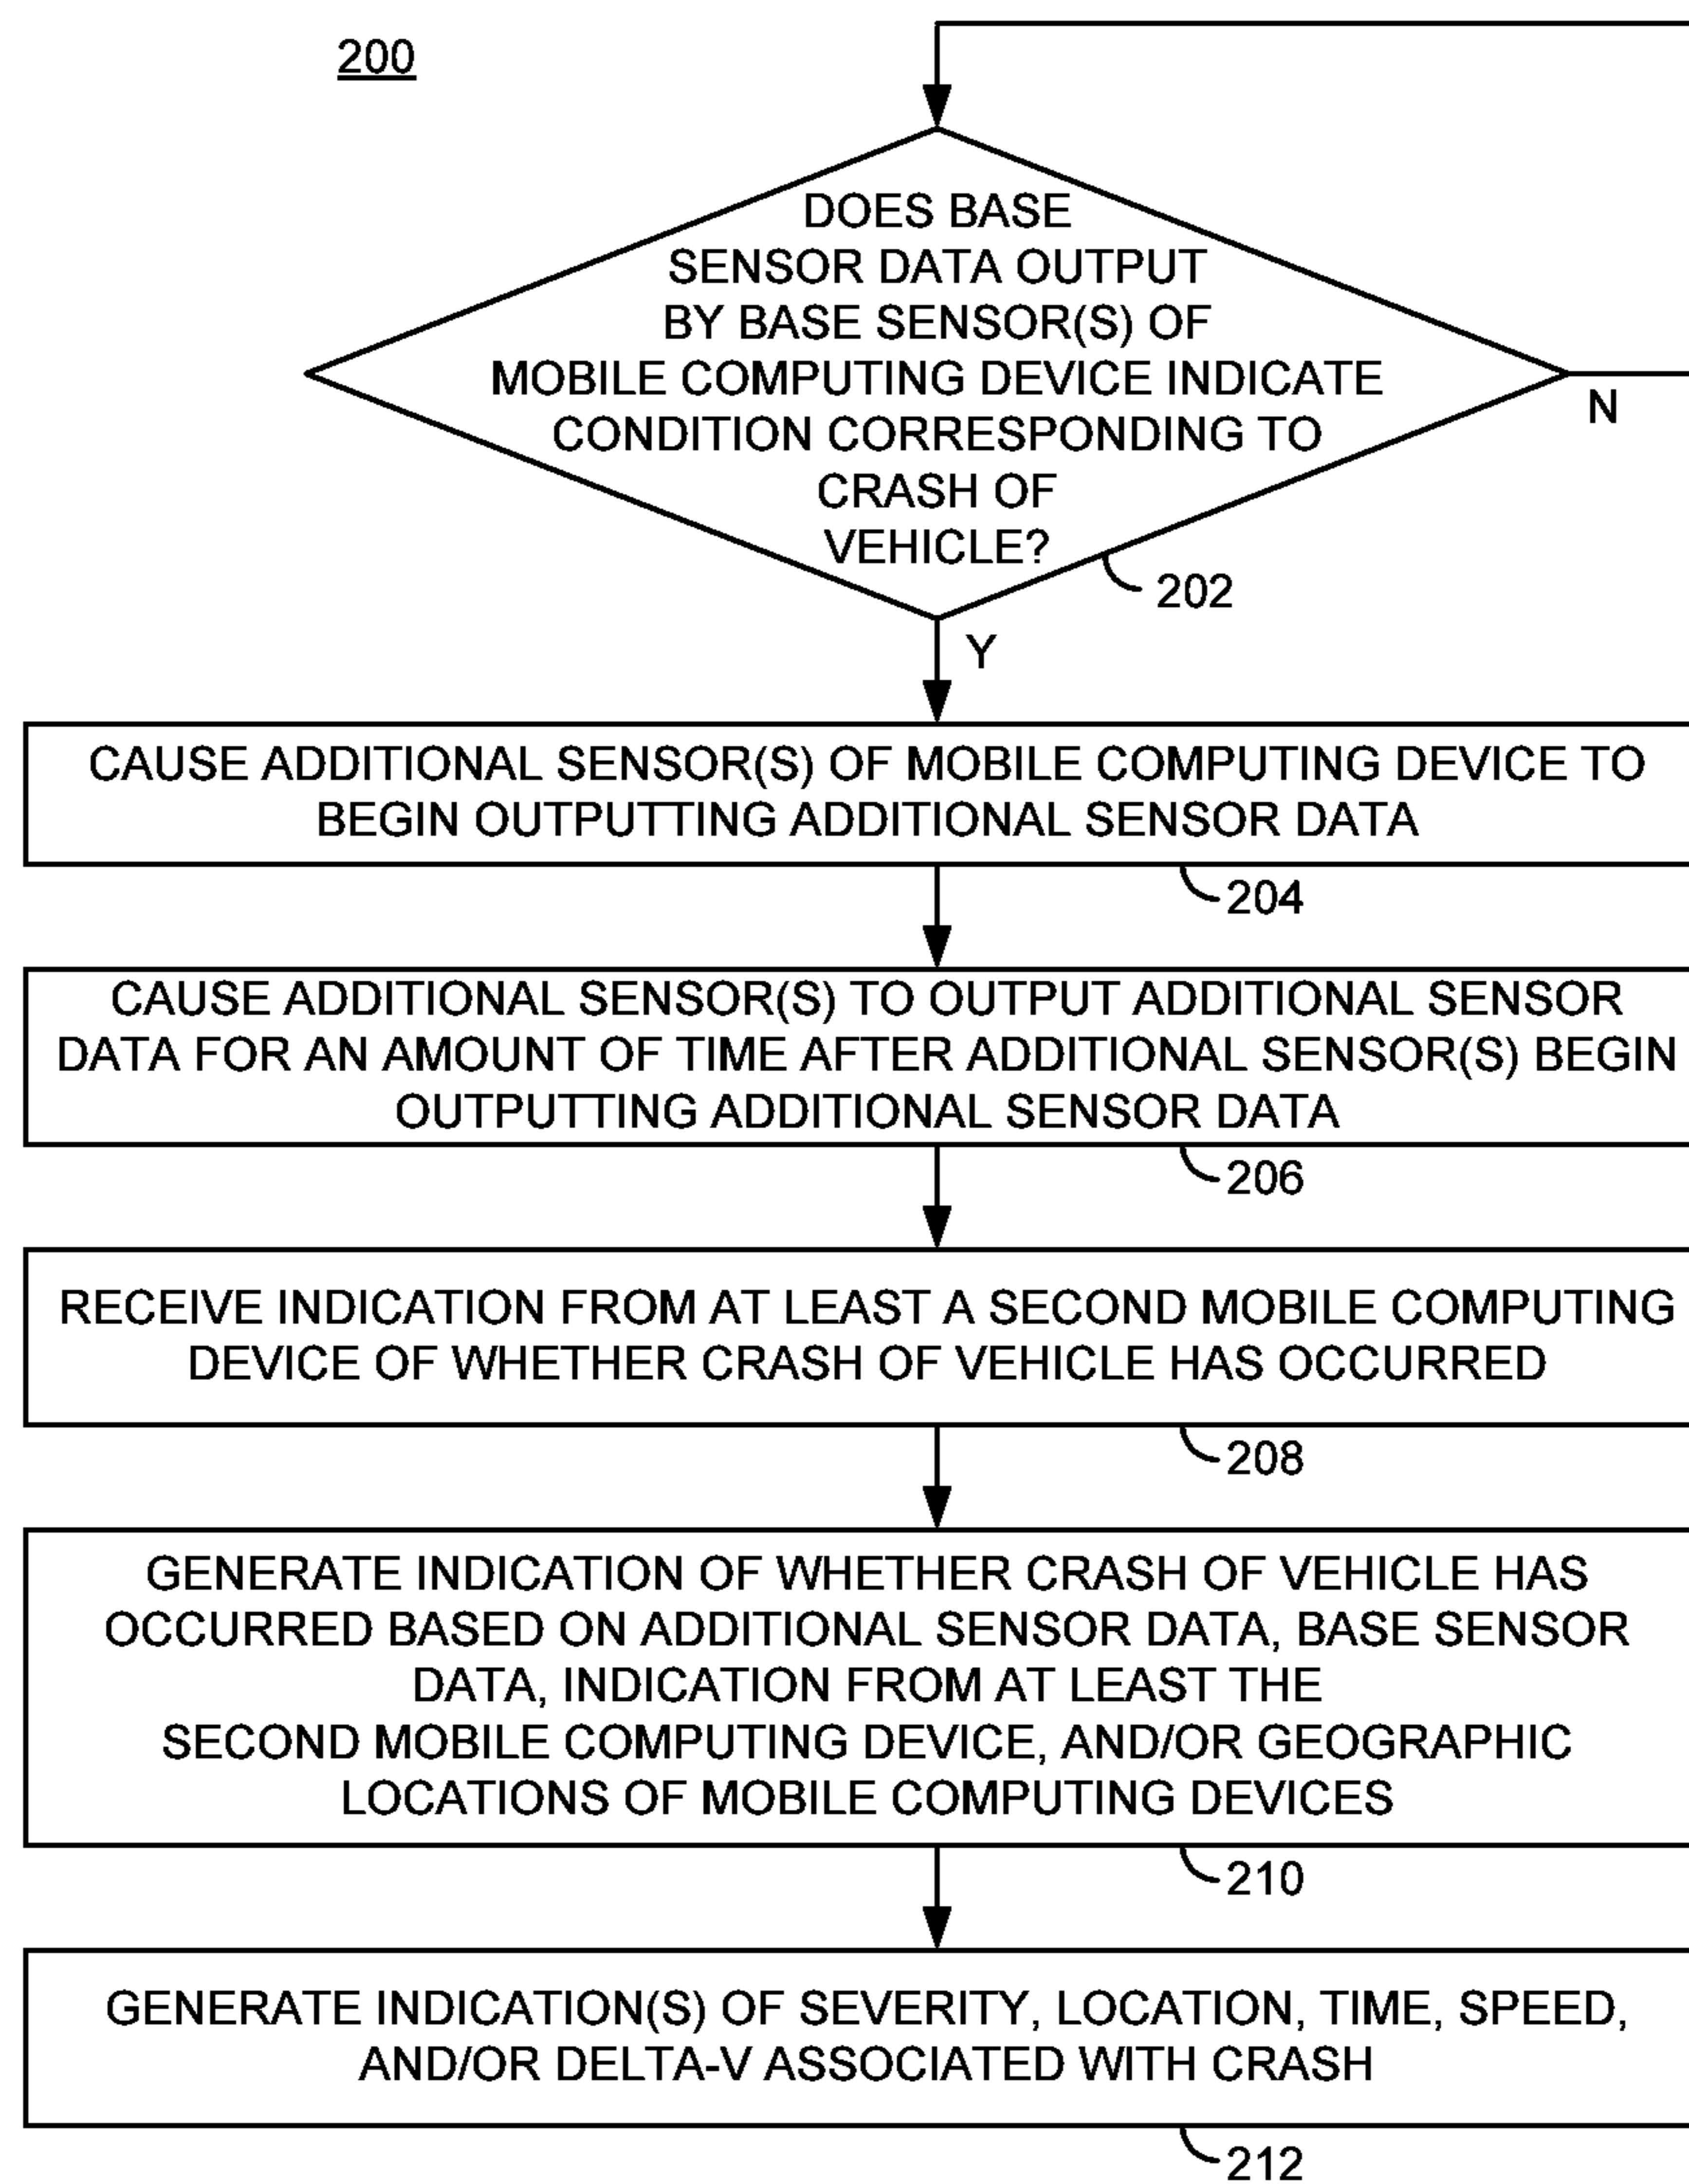 200
DOES BASE
SENSOR DATA OUTPUT
BY BASE SENSOR(S) OF
MOBILE COMPUTING DEVICE INDICATE
CONDITION CORRESPONDING TO
CRASH OF
VEHICLE?
N
202
Y
CAUSE ADDITIONAL SENSOR(S) OF MOBILE COMPUTING DEVICE TO
BEGIN OUTPUTTING ADDITIONAL SENSOR DATA
204
CAUSE ADDITIONAL SENSOR(S) TO OUTPUT ADDITIONAL SENSOR
DATA FOR AN AMOUNT OF TIME AFTER ADDITIONAL SENSOR(S) BEGIN
OUTPUTTING ADDITIONAL SENSOR DATA
206
RECEIVE INDICATION FROM AT LEAST A SECOND MOBILE COMPUTING
DEVICE OF WHETHER CRASH OF VEHICLE HAS OCCURRED
208
GENERATE INDICATION OF WHETHER CRASH OF VEHICLE HAS
OCCURRED BASED ON ADDITIONAL SENSOR DATA, BASE SENSOR
DATA, INDICATION FROM AT LEAST THE
SECOND MOBILE COMPUTING DEVICE, AND/OR GEOGRAPHIC
LOCATIONS OF MOBILE COMPUTING DEVICES
210
GENERATE INDICATION(S) OF SEVERITY, LOCATION, TIME, SPEED,
AND/OR DELTA-V ASSOCIATED WITH CRASH
212